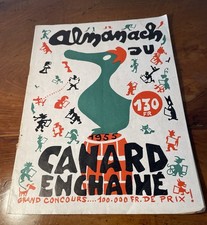 Almanach
DU
130
FR
1955
CANARD
ENCHAINÉ
GRAND CONCOURS....100.000 FR. DE PRIX!